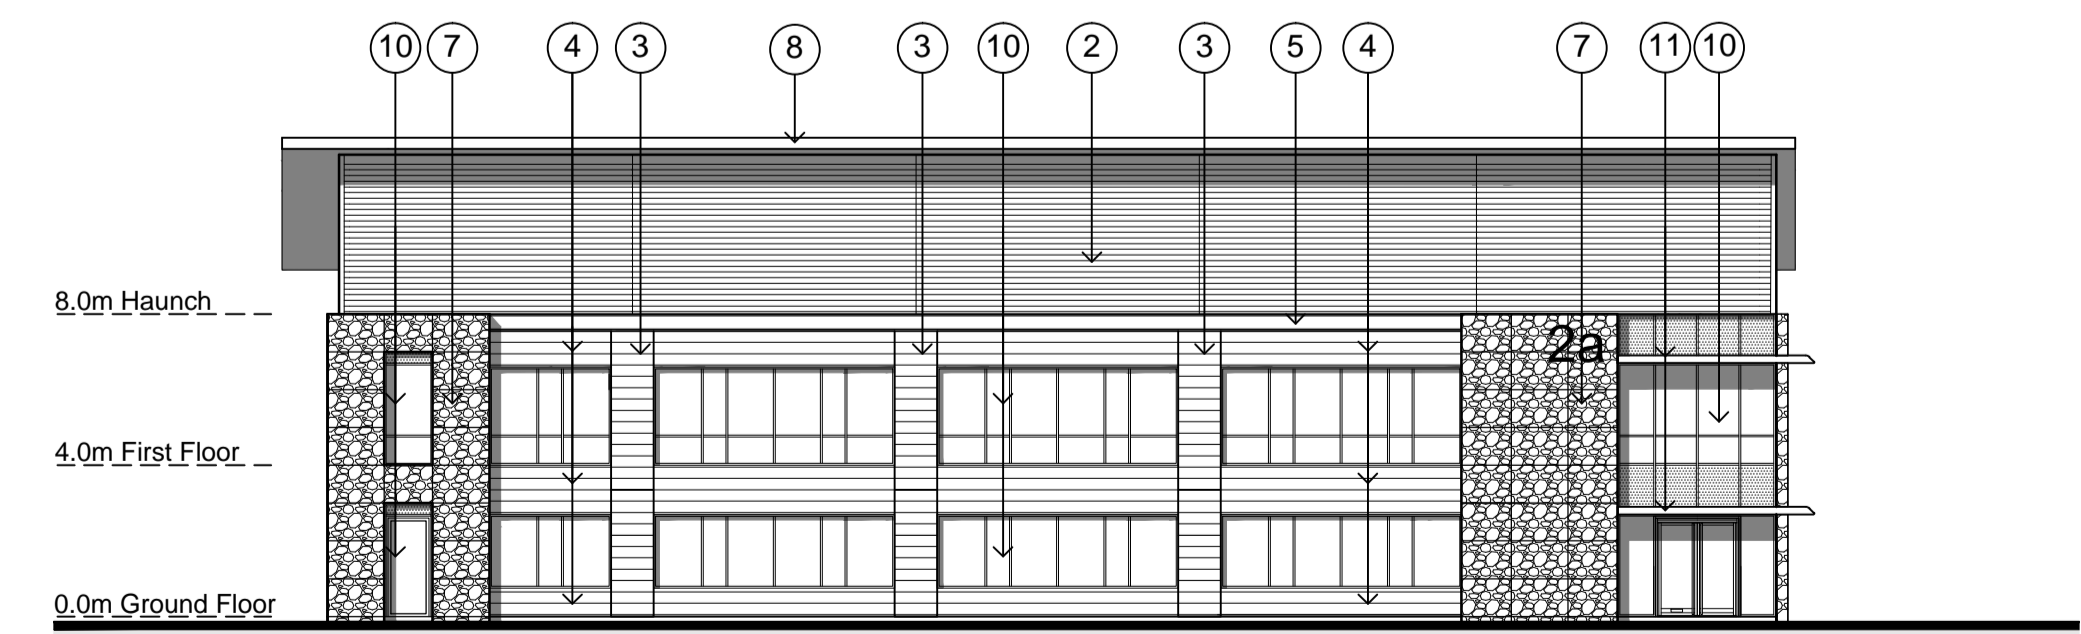 10 7 4 3 8 3 10 2 3 5 4 7 11 10
8.0m Haunch
2a
4.0m First Floor
0.0m Ground Floor